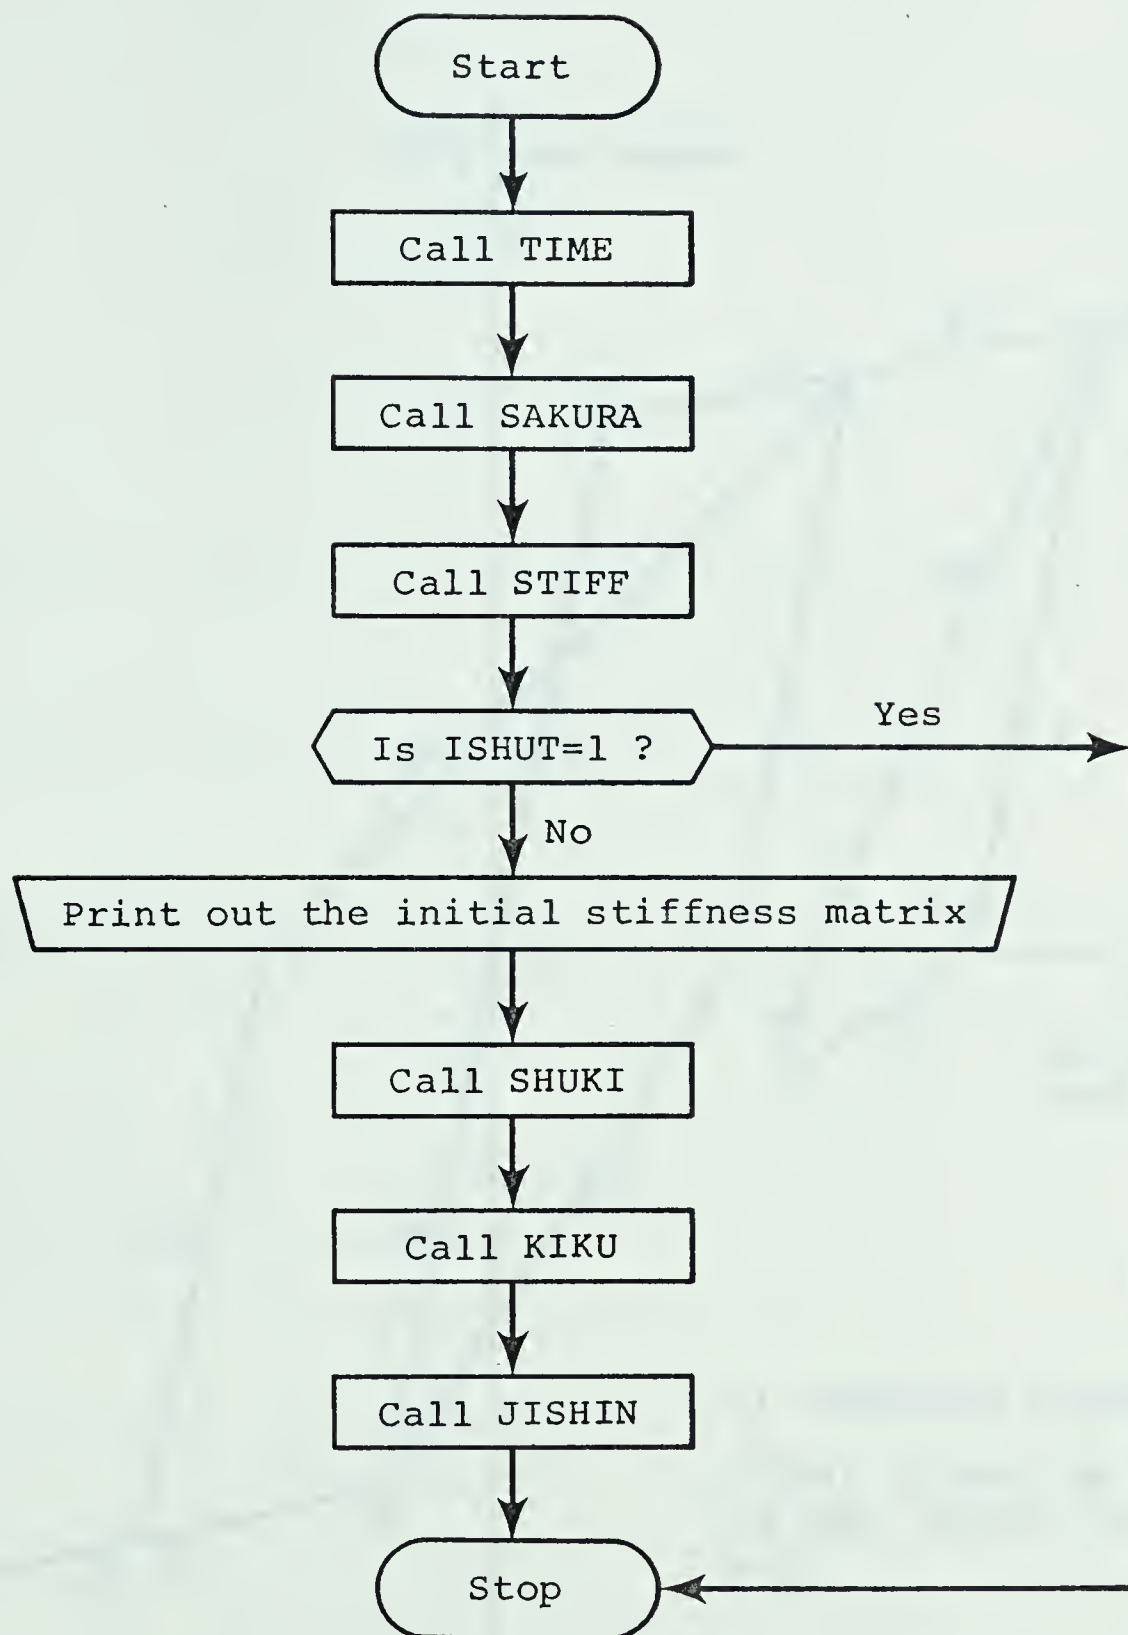 Start
Call TIME
Call SAKURA
Call STIFF
Is ISHUT=1 ?
Yes
No
Print out the initial stiffness matrix
Call SHUKI
Call KIKU
Call JISHIN
Stop